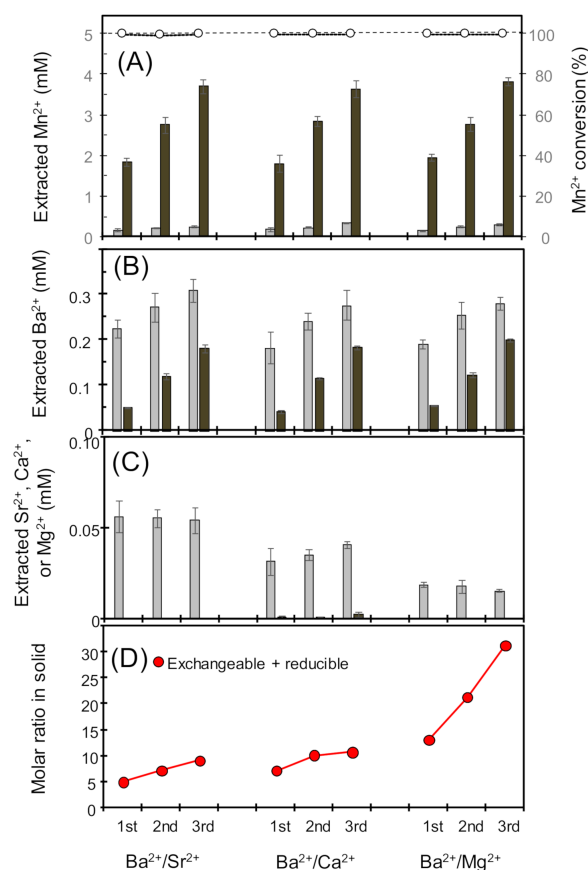 (A)
Extracted Mn²⁺ (mM)
5
4
3
2
1
0
100
80
60
40
20
0
Mn²⁺ conversion (%)
(B)
Extracted Ba²⁺ (mM)
0.3
0.2
0.1
0
(C)
Extracted Sr²⁺, Ca²⁺,
or Mg²⁺ (mM)
0.10
0.05
0
(D)
Exchangeable + reducible
Molar ratio in solid
30
25
20
15
10
5
0
1st 2nd 3rd 1st 2nd 3rd 1st 2nd 3rd
Ba²⁺/Sr²⁺ Ba²⁺/Ca²⁺ Ba²⁺/Mg²⁺